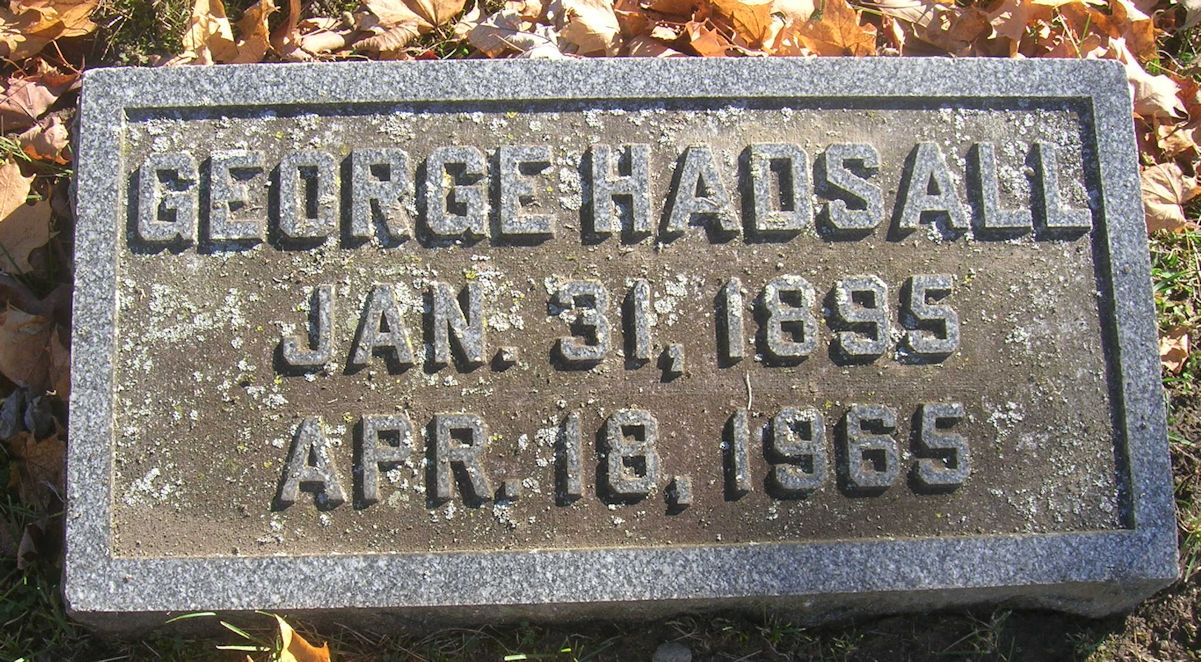 GEORGE HADSALL
JAN. 31, 1895
APR. 18, 1965